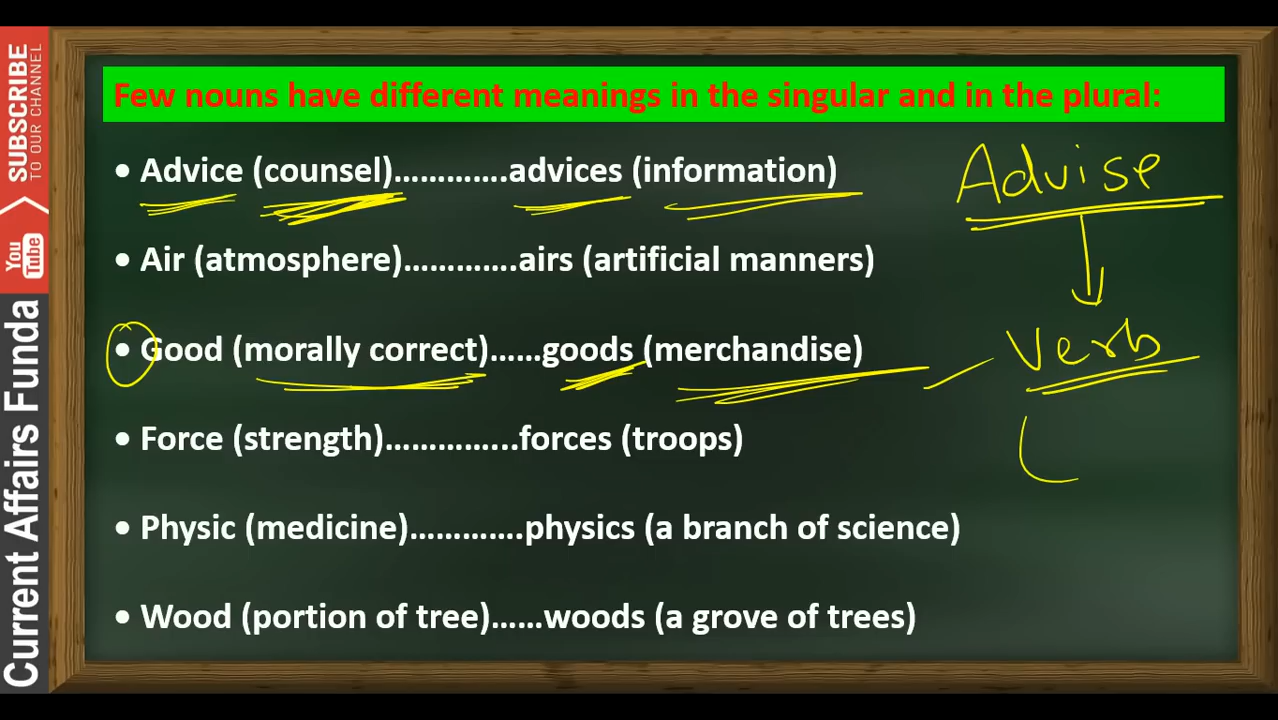 Few nouns have different meanings in the singular and in the plural:
• Advice (counsel).............advices (information)
Advise
• Air (atmosphere).............airs (artificial manners)
• Good (morally correct)......goods (merchandise)
Verb
• Force (strength)...............forces (troops)
• Physic (medicine).............physics (a branch of science)
• Wood (portion of tree)......woods (a grove of trees)
SUBSCRIBE
TO OUR CHANNEL
You
Tube
Current Affairs Funda